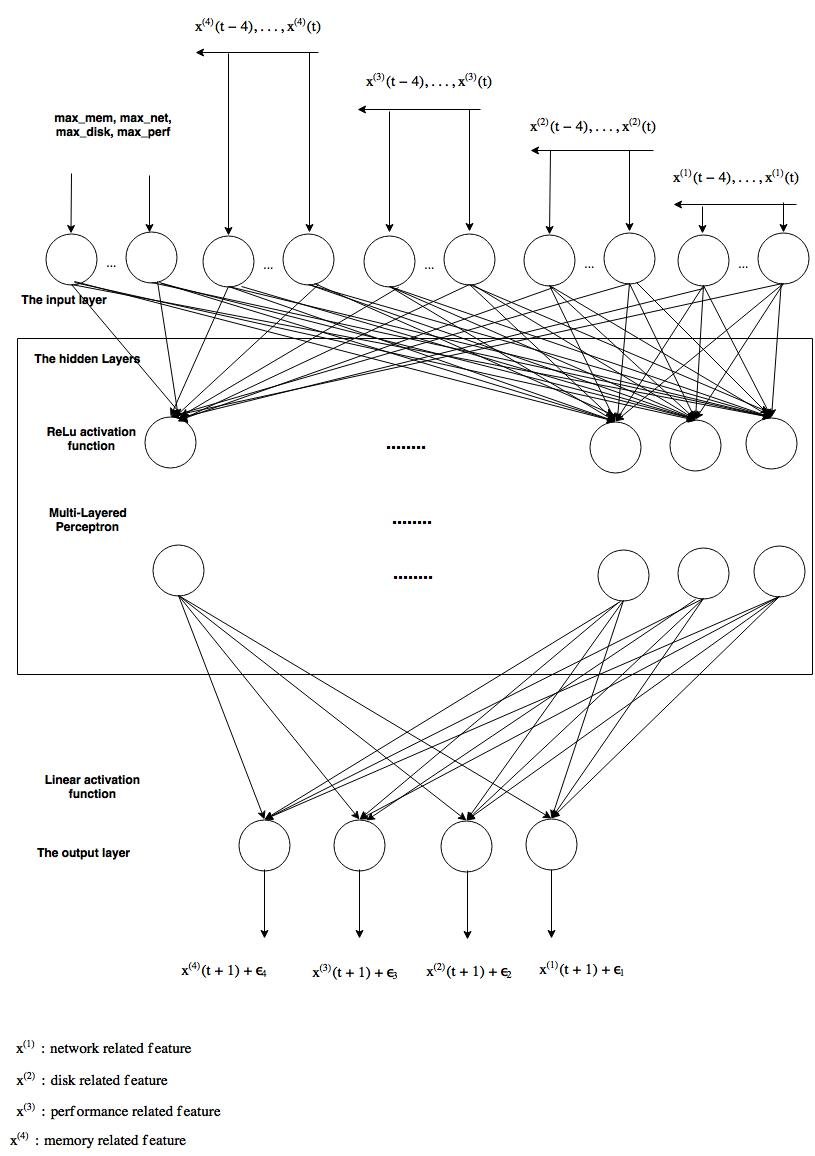 x⁽⁴⁾(t − 4), . . . , x⁽⁴⁾(t)
x⁽³⁾(t − 4), . . . , x⁽³⁾(t)
max_mem, max_net,
max_disk, max_perf
x⁽²⁾(t − 4), . . . , x⁽²⁾(t)
x⁽¹⁾(t − 4), . . . , x⁽¹⁾(t)
... ... ... ... ...
The input layer
The hidden Layers
ReLu activation
function
........
Multi-Layered
Perceptron
........
........
Linear activation
function
The output layer
x⁽⁴⁾(t + 1) + ϵ₄ x⁽³⁾(t + 1) + ϵ₃ x⁽²⁾(t + 1) + ϵ₂ x⁽¹⁾(t + 1) + ϵ₁
x⁽¹⁾ : network related feature
x⁽²⁾ : disk related feature
x⁽³⁾ : performance related feature
x⁽⁴⁾ : memory related feature